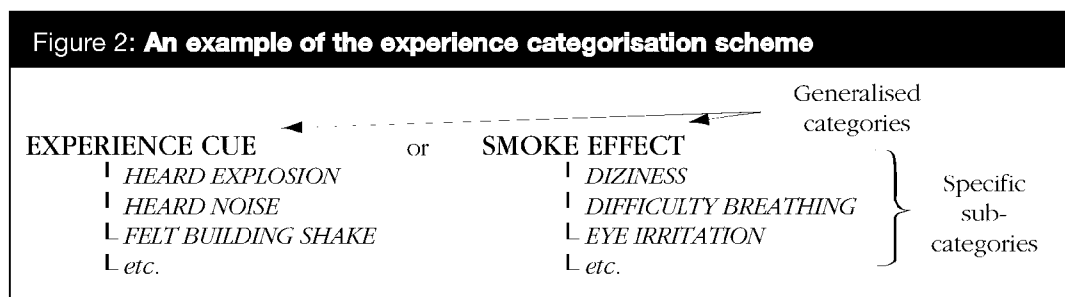 Figure 2: An example of the experience categorisation scheme
Generalised
categories
EXPERIENCE CUE or SMOKE EFFECT
HEARD EXPLOSION
HEARD NOISE
FELT BUILDING SHAKE
etc.
DIZINESS
DIFFICULTY BREATHING
EYE IRRITATION
etc.
Specific
sub-
categories